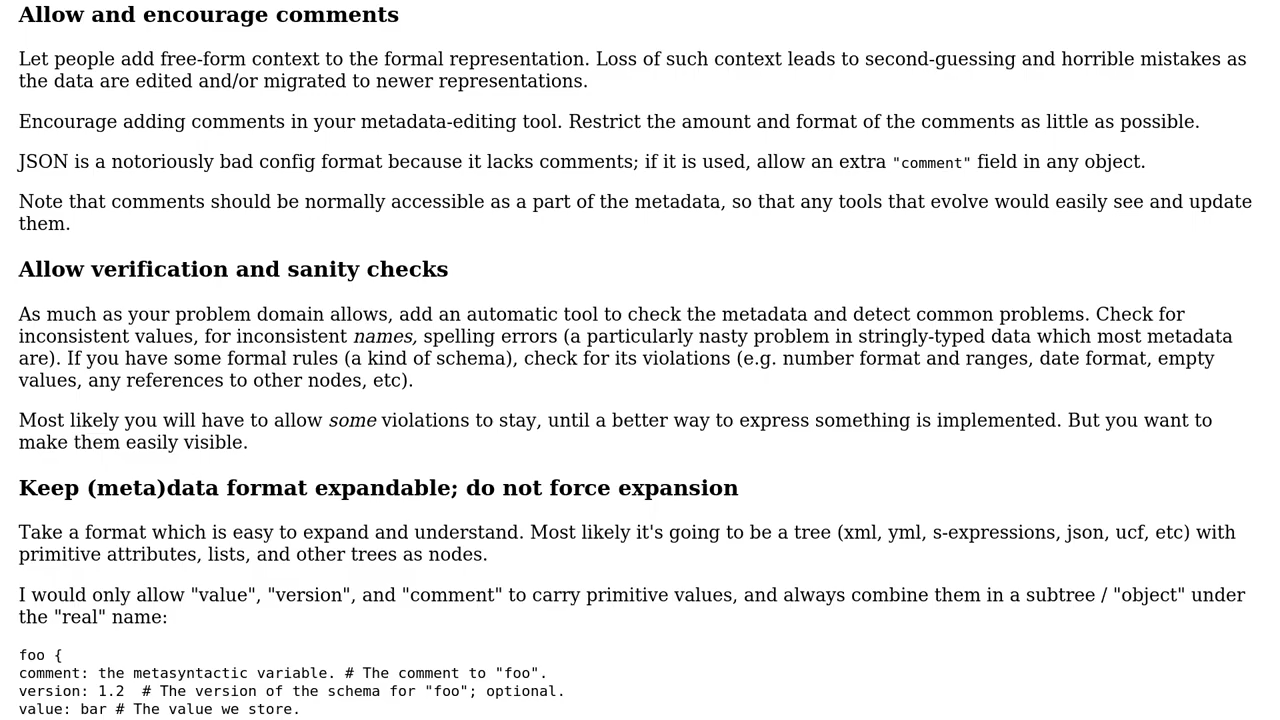 Allow and encourage comments
Let people add free-form context to the formal representation. Loss of such context leads to second-guessing and horrible mistakes as
the data are edited and/or migrated to newer representations.
Encourage adding comments in your metadata-editing tool. Restrict the amount and format of the comments as little as possible.
JSON is a notoriously bad config format because it lacks comments; if it is used, allow an extra "comment" field in any object.
Note that comments should be normally accessible as a part of the metadata, so that any tools that evolve would easily see and update
them.
Allow verification and sanity checks
As much as your problem domain allows, add an automatic tool to check the metadata and detect common problems. Check for
inconsistent values, for inconsistent names, spelling errors (a particularly nasty problem in stringly-typed data which most metadata
are). If you have some formal rules (a kind of schema), check for its violations (e.g. number format and ranges, date format, empty
values, any references to other nodes, etc).
Most likely you will have to allow some violations to stay, until a better way to express something is implemented. But you want to
make them easily visible.
Keep (meta)data format expandable; do not force expansion
Take a format which is easy to expand and understand. Most likely it's going to be a tree (xml, yml, s-expressions, json, ucf, etc) with
primitive attributes, lists, and other trees as nodes.
I would only allow "value", "version", and "comment" to carry primitive values, and always combine them in a subtree / "object" under
the "real" name:
foo {
comment: the metasyntactic variable. # The comment to "foo".
version: 1.2  # The version of the schema for "foo"; optional.
value: bar # The value we store.